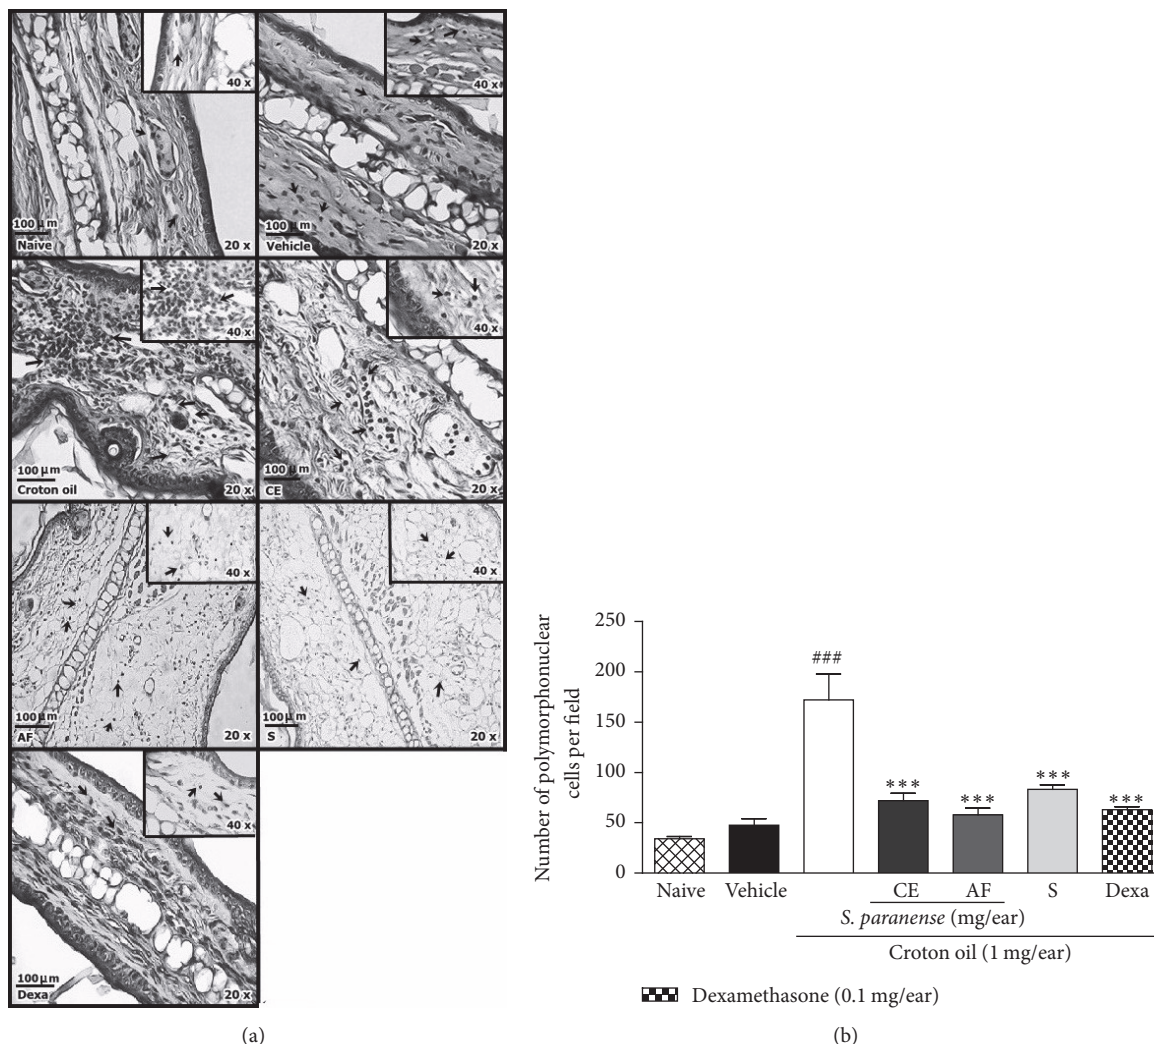 40 x
100 µm
Naive
20 x
40 x
100 µm
Vehicle
20 x
40 x
100 µm
Croton oil
20 x
40 x
100 µm
CE
20 x
40 x
100 µm
AF
20 x
40 x
100 µm
S
20 x
40 x
100 µm
Dexa
20 x
(a)
Number of polymorphonuclear
cells per field
250
200
150
100
50
0
###
***
***
***
***
Naive Vehicle CE AF S Dexa
S. paranense (mg/ear)
Croton oil (1 mg/ear)
Dexamethasone (0.1 mg/ear)
(b)